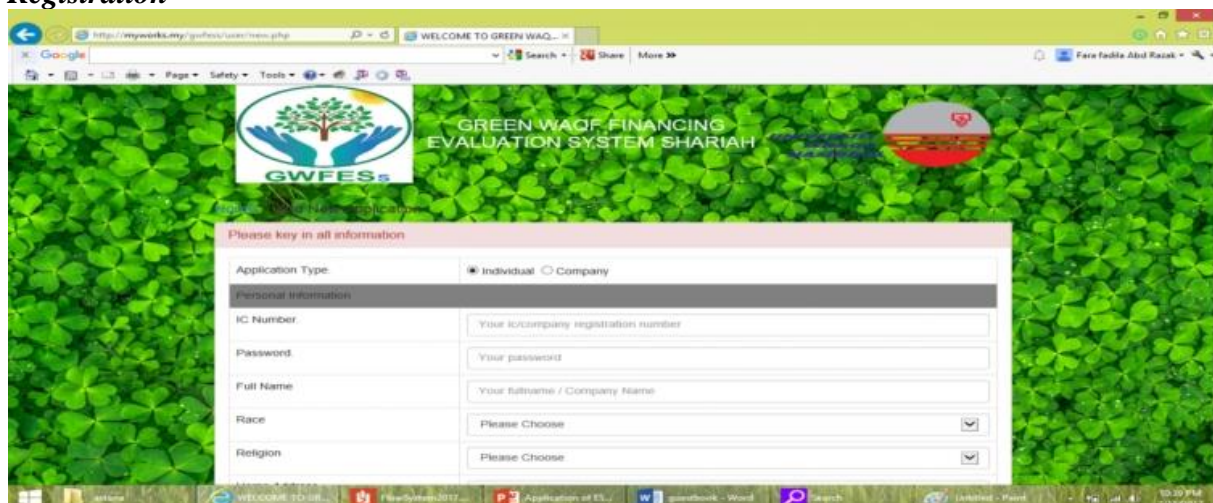 Registration
http://myworks.my/gwfess/user/new.php
WELCOME TO GREEN WAQ...
Google
Search
Share
More
Fara fadila Abd Razak
Page
Safety
Tools
GREEN WAQF FINANCING
EVALUATION SYSTEM SHARIAH
GWFESs
Please key in all information
Application Type:
Individual
Company
Personal Information
IC Number.
Your ic/company registration number
Password.
Your password
Full Name
Your fullname / Company Name
Race
Please Choose
Religion
Please Choose
WELCOME TO GR...
FlowSystem2017...
Application of ES...
guestbook - Word
Search
Untitled - Paint